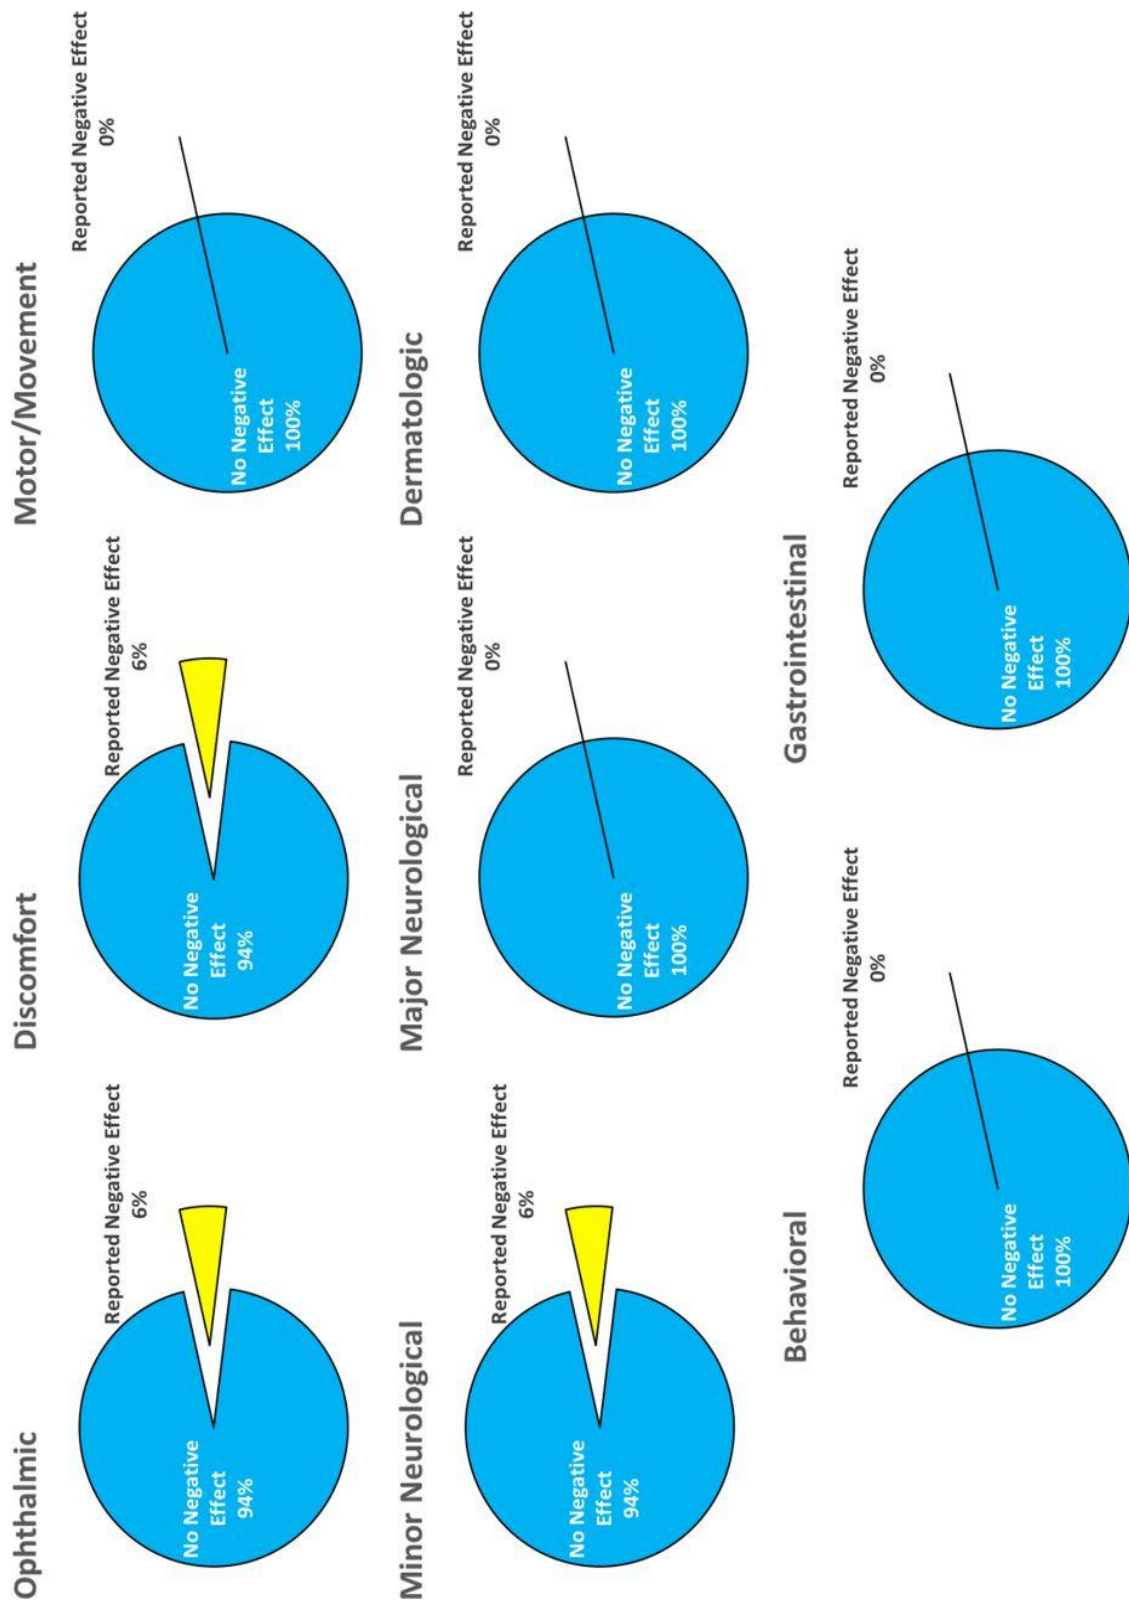 Ophthalmic
Reported Negative Effect
6%
No Negative
Effect
94%
Discomfort
Reported Negative Effect
6%
No Negative
Effect
94%
Motor/Movement
Reported Negative Effect
0%
No Negative
Effect
100%
Minor Neurological
Reported Negative Effect
6%
No Negative
Effect
94%
Major Neurological
Reported Negative Effect
0%
No Negative
Effect
100%
Dermatologic
Reported Negative Effect
0%
No Negative
Effect
100%
Behavioral
Reported Negative Effect
0%
No Negative
Effect
100%
Gastrointestinal
Reported Negative Effect
0%
No Negative
Effect
100%